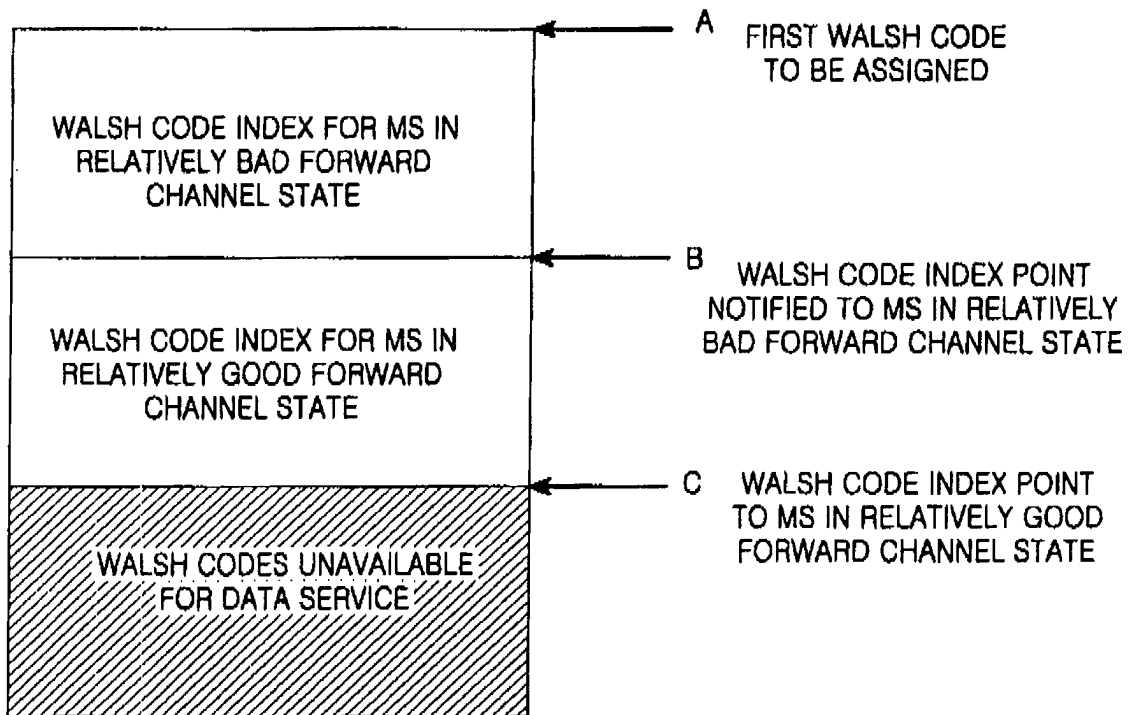 A
FIRST WALSH CODE
TO BE ASSIGNED
WALSH CODE INDEX FOR MS IN
RELATIVELY BAD FORWARD
CHANNEL STATE
B
WALSH CODE INDEX POINT
NOTIFIED TO MS IN RELATIVELY
BAD FORWARD CHANNEL STATE
WALSH CODE INDEX FOR MS IN
RELATIVELY GOOD FORWARD
CHANNEL STATE
C
WALSH CODE INDEX POINT
TO MS IN RELATIVELY GOOD
FORWARD CHANNEL STATE
WALSH CODES UNAVAILABLE
FOR DATA SERVICE